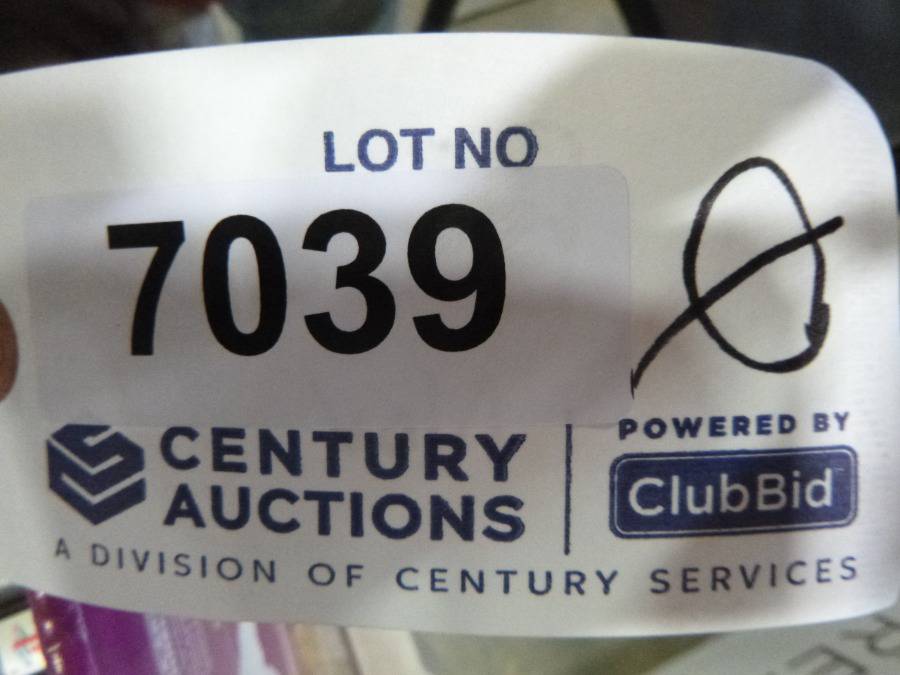 LOT NO
7039
CENTURY
AUCTIONS
POWERED BY
ClubBid
A DIVISION OF CENTURY SERVICES